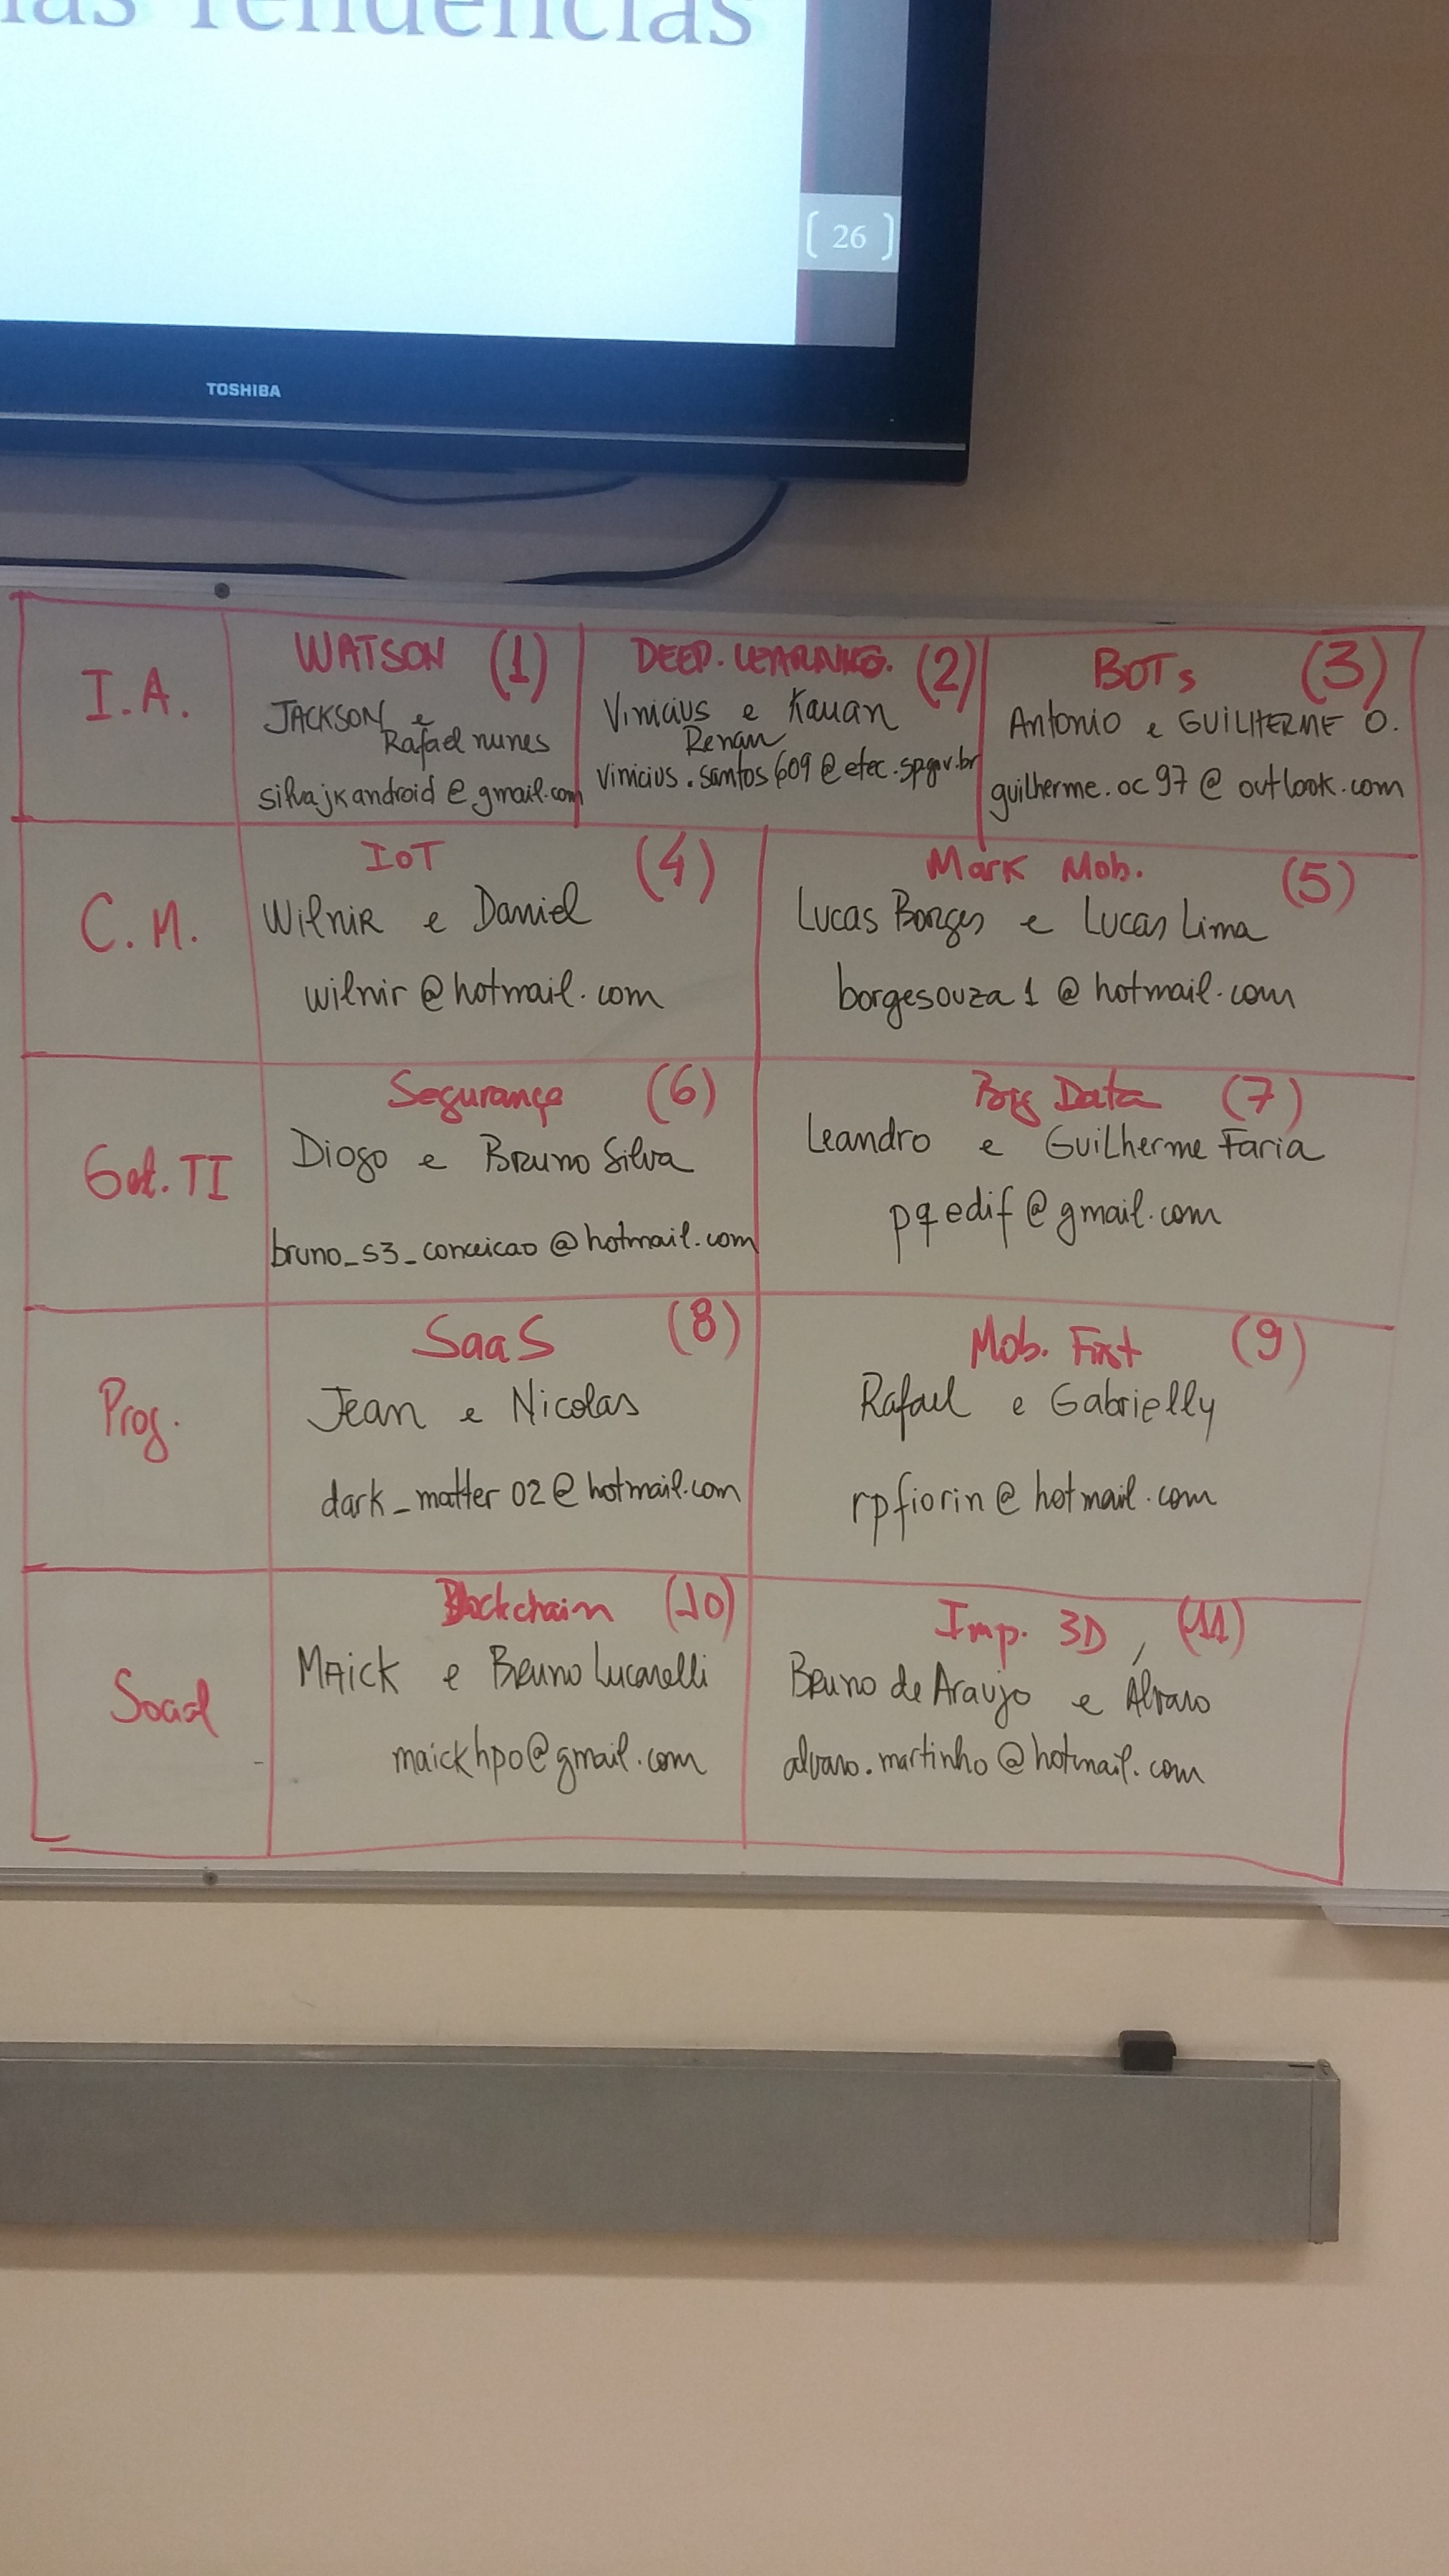 Tendências
[ 26 ]
TOSHIBA
I.A.
WATSON (1)
JACKSON e
Rafael nunes
silvajkandroid@gmail.com
DEEP. LEARNING. (2)
Vinicius e Kauan
Renan
vinicius.santos609@etec.sp.gov.br
BOTs (3)
Antonio e GUILHERME O.
guilherme.oc97@outlook.com
C.M.
IoT (4)
Wilnir e Daniel
wilnir@hotmail.com
Mark Mob. (5)
Lucas Borges e Lucas Lima
borgesouza1@hotmail.com
TI
Segurança (6)
Diogo e Bruno Silva
bruno_s3_conceicao@hotmail.com
Big Data (7)
Leandro e Guilherme Faria
pqedif@gmail.com
Prog.
SaaS (8)
Jean e Nicolas
dark_matter02@hotmail.com
Mob. First (9)
Rafael e Gabrielly
rpfiorin@hotmail.com
Social
Blockchain (10)
Maick e Bruno Lucarelli
maickhpo@gmail.com
Imp. 3D (11)
Bruno de Araujo e Álvaro
alvaro.martinho@hotmail.com